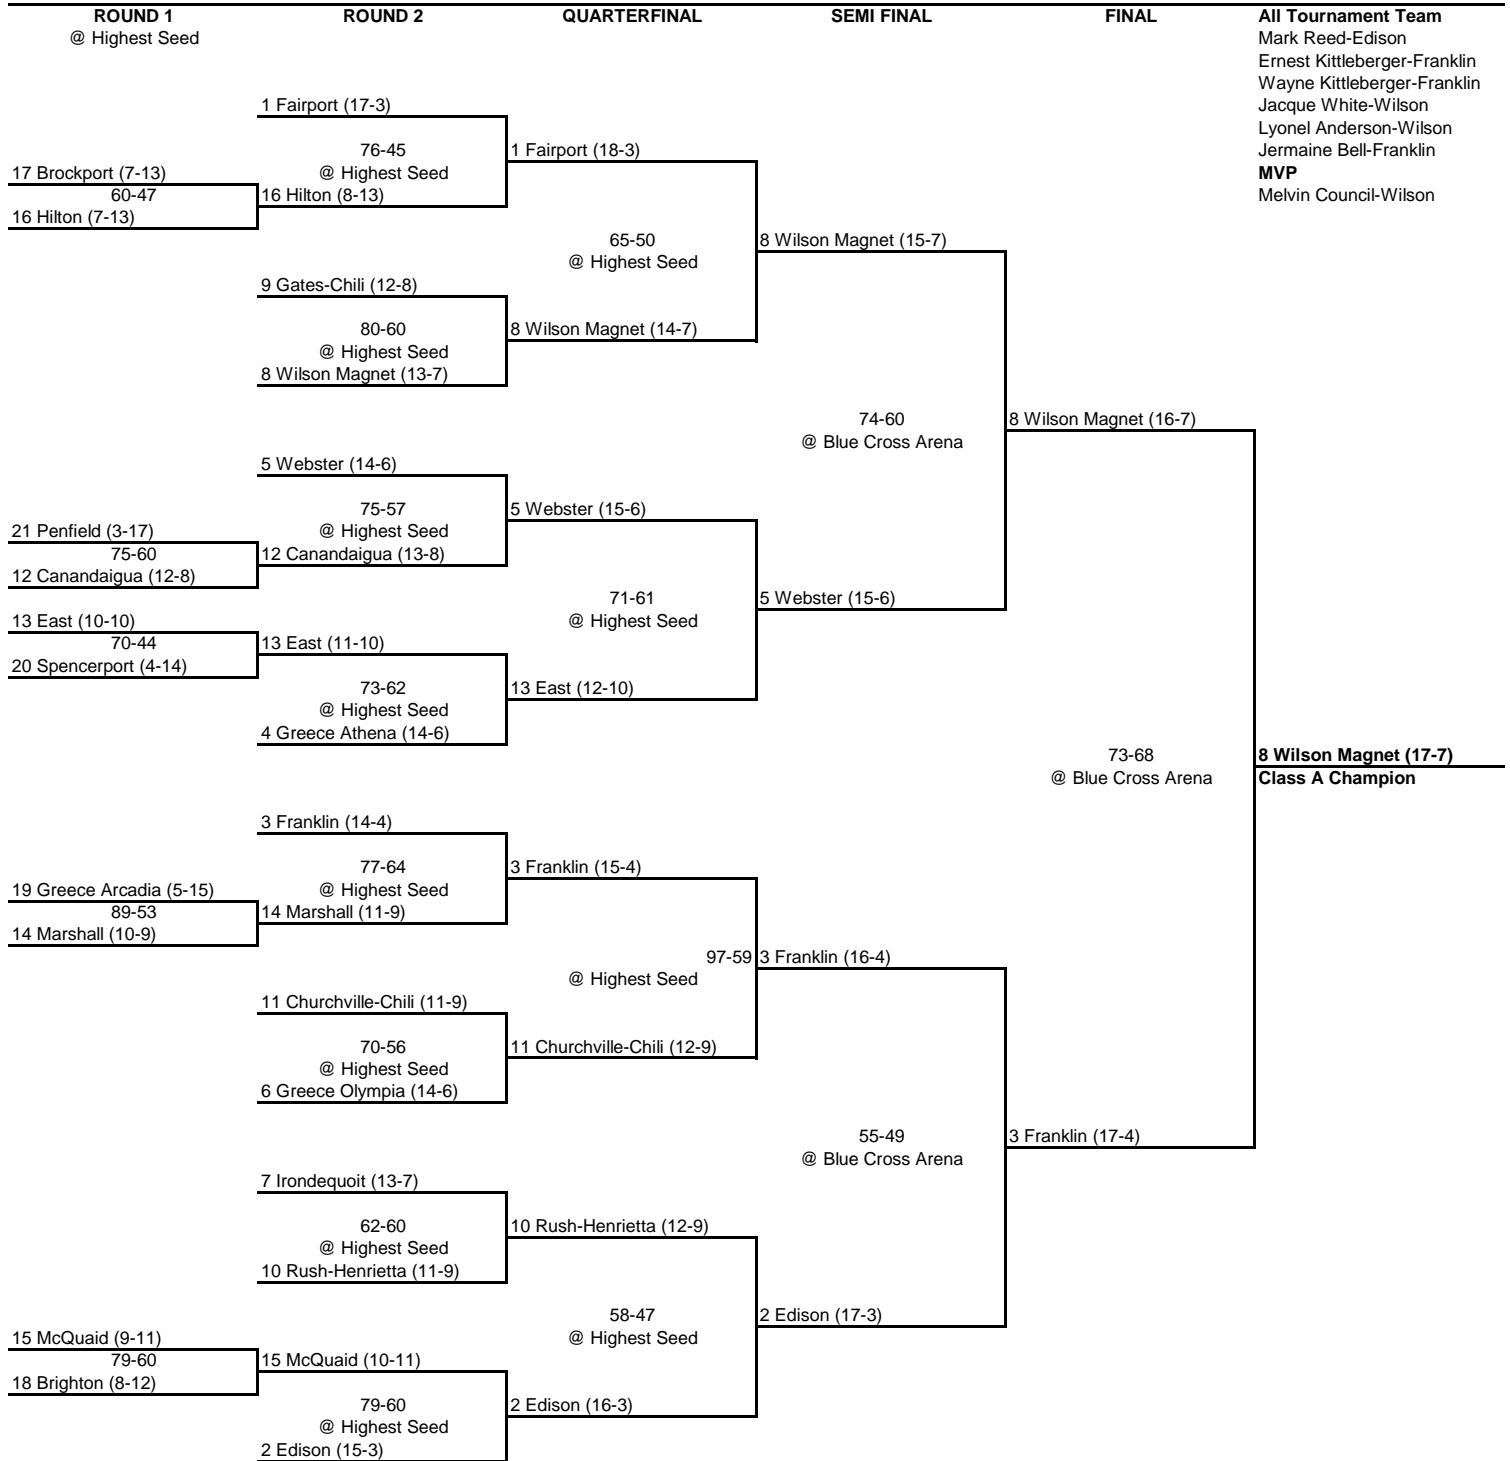 ROUND 1
@ Highest Seed
ROUND 2
QUARTERFINAL
SEMI FINAL
FINAL
All Tournament Team
Mark Reed-Edison
Ernest Kittleberger-Franklin
Wayne Kittleberger-Franklin
Jacque White-Wilson
Lyonel Anderson-Wilson
Jermaine Bell-Franklin
MVP
Melvin Council-Wilson
1 Fairport (17-3)
76-45
@ Highest Seed
1 Fairport (18-3)
17 Brockport (7-13)
60-47
16 Hilton (7-13)
16 Hilton (8-13)
65-50
@ Highest Seed
8 Wilson Magnet (15-7)
9 Gates-Chili (12-8)
80-60
@ Highest Seed
8 Wilson Magnet (14-7)
8 Wilson Magnet (13-7)
74-60
@ Blue Cross Arena
8 Wilson Magnet (16-7)
5 Webster (14-6)
75-57
@ Highest Seed
5 Webster (15-6)
21 Penfield (3-17)
75-60
12 Canandaigua (12-8)
12 Canandaigua (13-8)
71-61
@ Highest Seed
5 Webster (15-6)
13 East (10-10)
70-44
20 Spencerport (4-14)
13 East (11-10)
73-62
@ Highest Seed
13 East (12-10)
4 Greece Athena (14-6)
73-68
@ Blue Cross Arena
8 Wilson Magnet (17-7)
Class A Champion
3 Franklin (14-4)
77-64
@ Highest Seed
3 Franklin (15-4)
19 Greece Arcadia (5-15)
89-53
14 Marshall (10-9)
14 Marshall (11-9)
97-59
@ Highest Seed
3 Franklin (16-4)
11 Churchville-Chili (11-9)
70-56
@ Highest Seed
11 Churchville-Chili (12-9)
6 Greece Olympia (14-6)
55-49
@ Blue Cross Arena
3 Franklin (17-4)
7 Irondequoit (13-7)
62-60
@ Highest Seed
10 Rush-Henrietta (12-9)
10 Rush-Henrietta (11-9)
58-47
@ Highest Seed
2 Edison (17-3)
15 McQuaid (9-11)
79-60
18 Brighton (8-12)
15 McQuaid (10-11)
79-60
@ Highest Seed
2 Edison (16-3)
2 Edison (15-3)